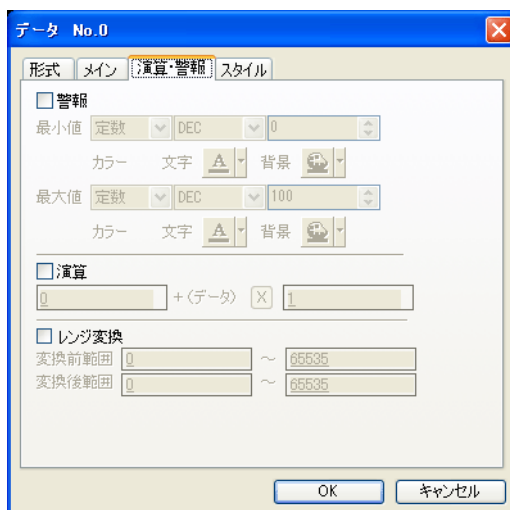 データ No.0
形式 メイン 演算・警報 スタイル
警報
最小値 定数 DEC 0
カラー 文字 A 背景
最大値 定数 DEC 100
カラー 文字 A 背景
演算
0 +(データ) X 1
レンジ変換
変換前範囲 0 ～ 65535
変換後範囲 0 ～ 65535
OK キャンセル